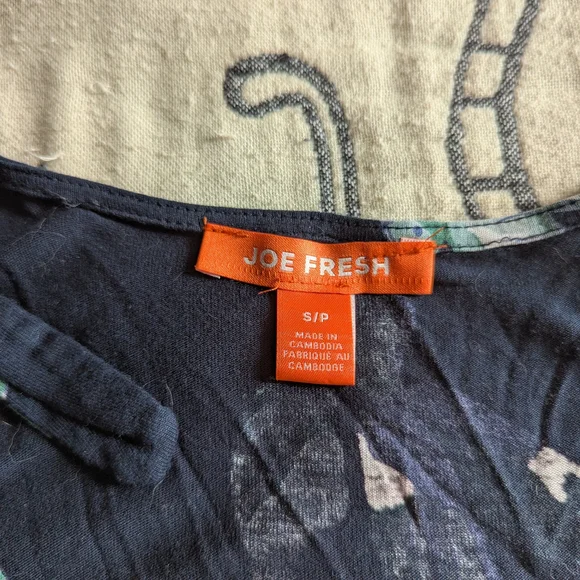 JOE FRESH
S/P
MADE IN
CAMBODIA
FABRIQUÉ AU
CAMBODGE